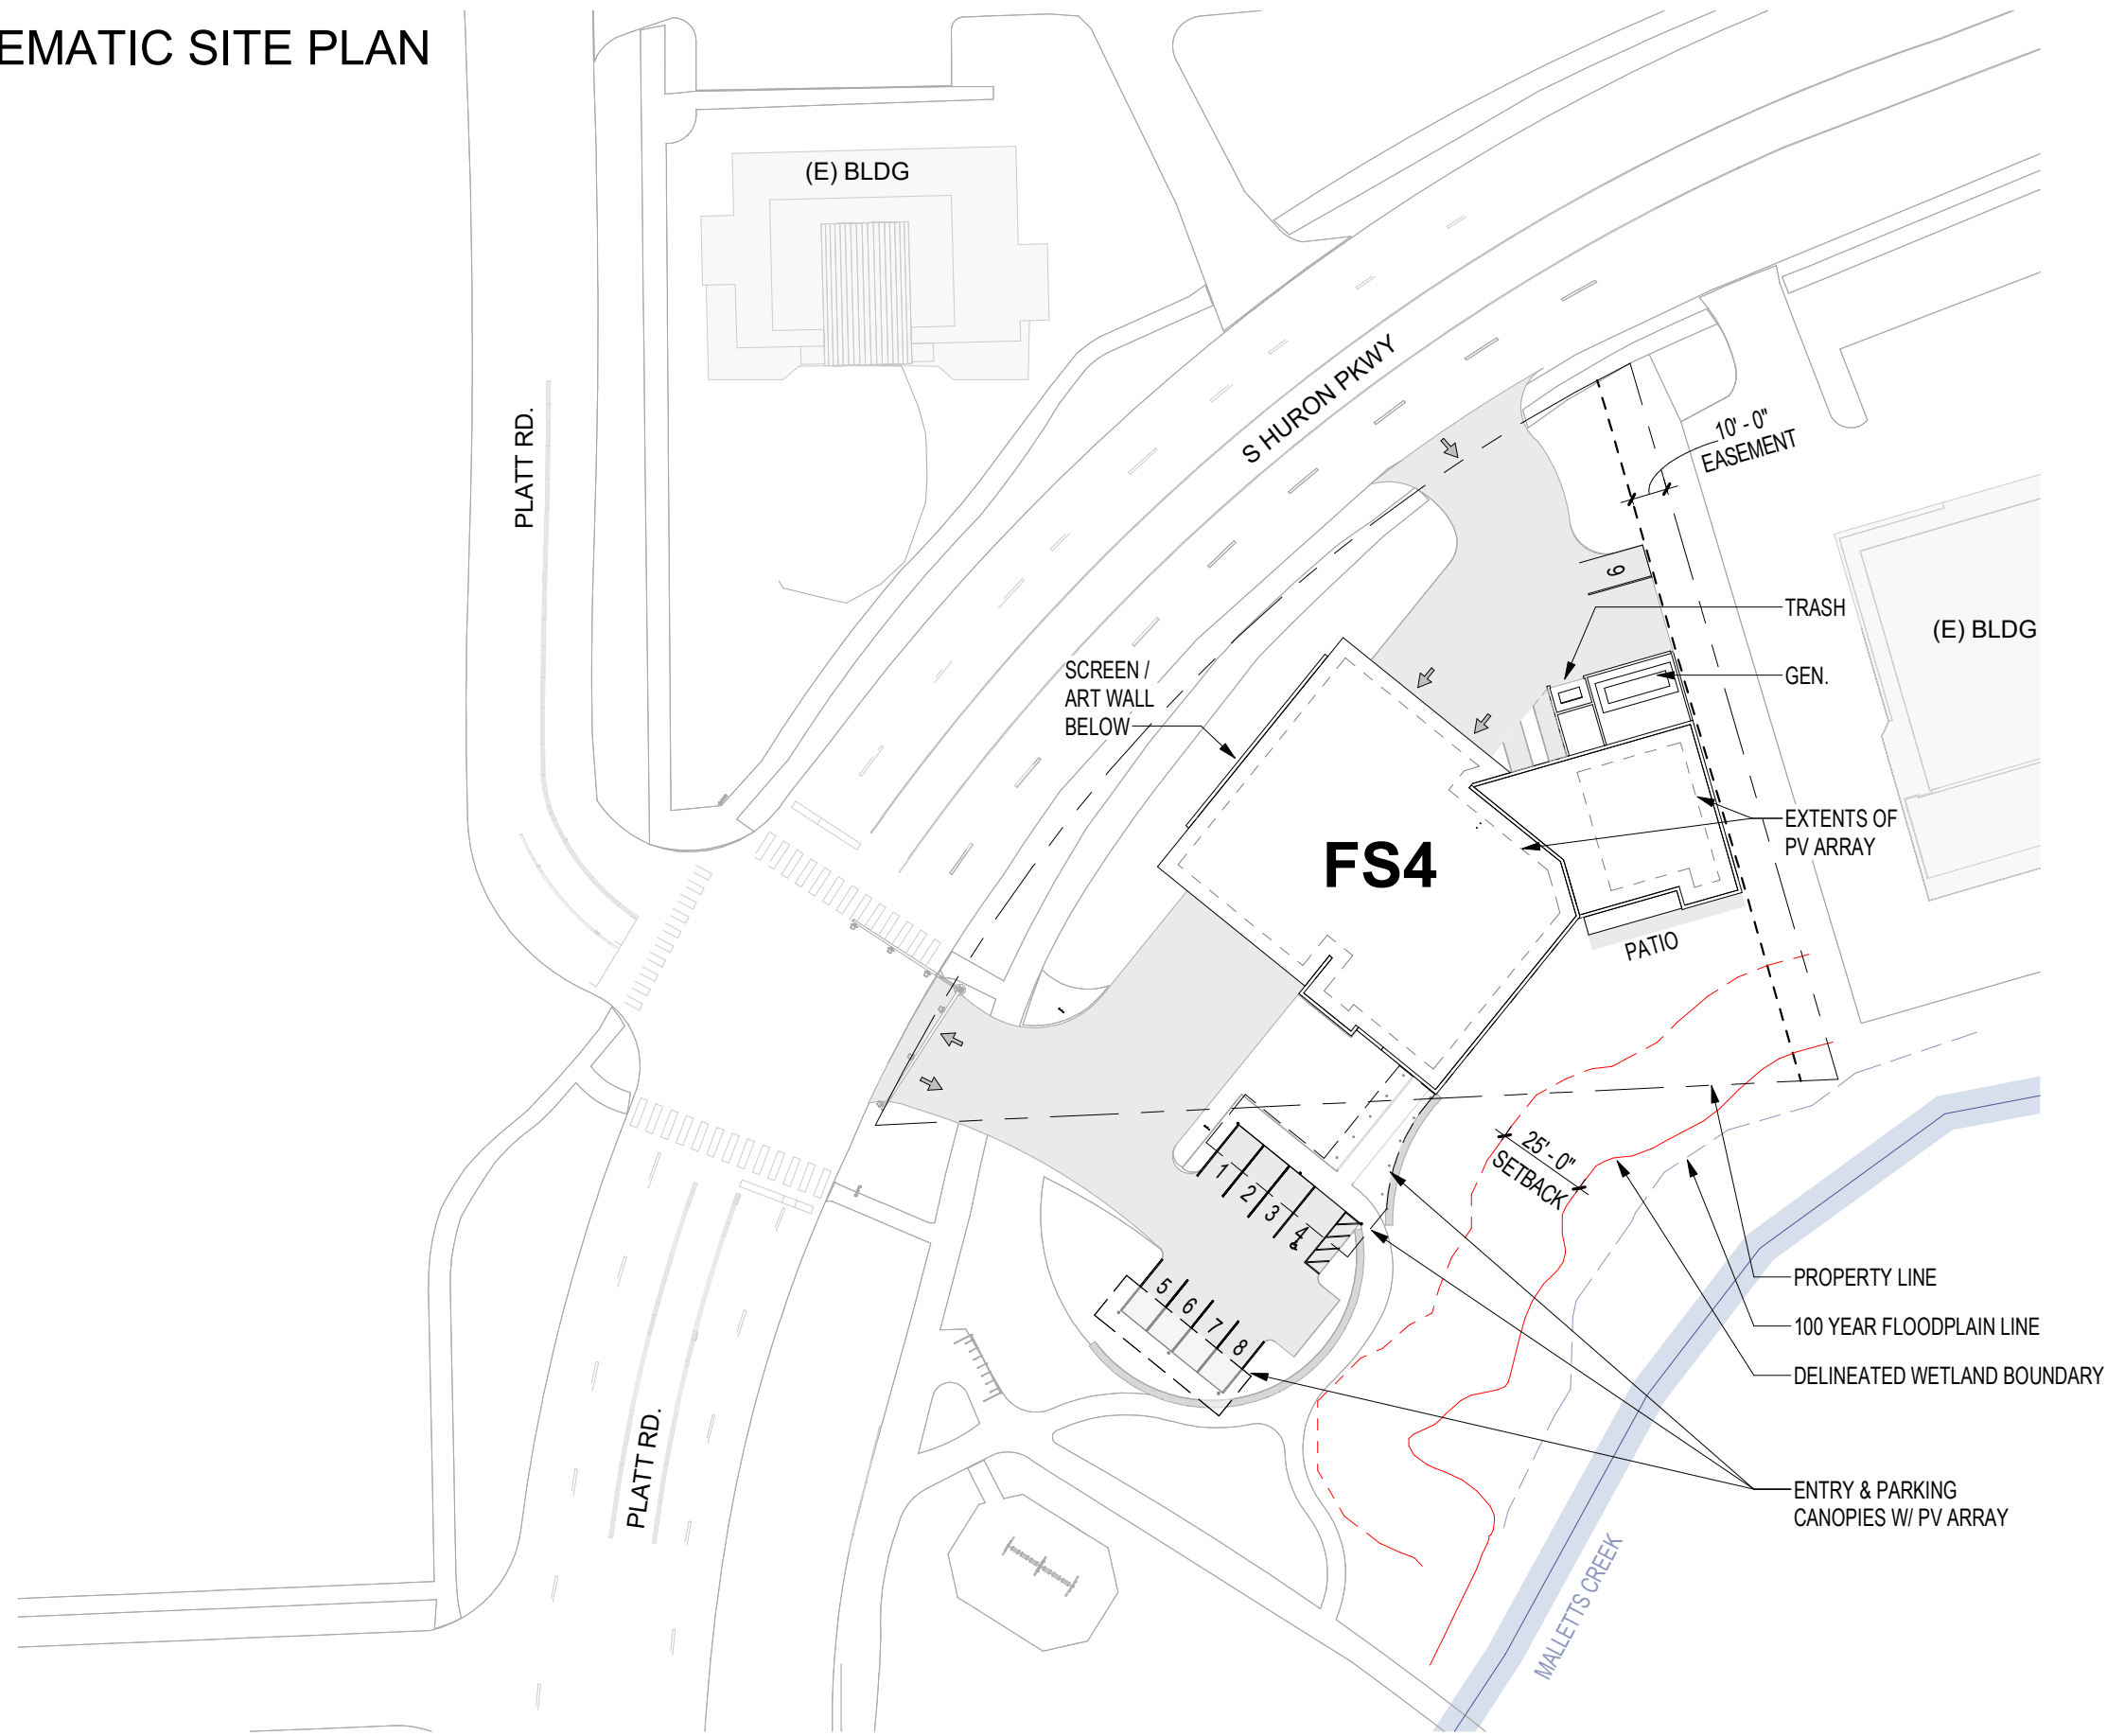 EMATIC SITE PLAN
(E) BLDG
PLATT RD.
S HURON PKWY
10' - 0"
EASEMENT
9
TRASH
(E) BLDG
GEN.
SCREEN /
ART WALL
BELOW
EXTENTS OF
PV ARRAY
FS4
PATIO
25'- 0"
SETBACK
1
2
3
4
5
6
7
8
PROPERTY LINE
100 YEAR FLOODPLAIN LINE
DELINEATED WETLAND BOUNDARY
PLATT RD.
ENTRY & PARKING
CANOPIES W/ PV ARRAY
MALLETTS CREEK